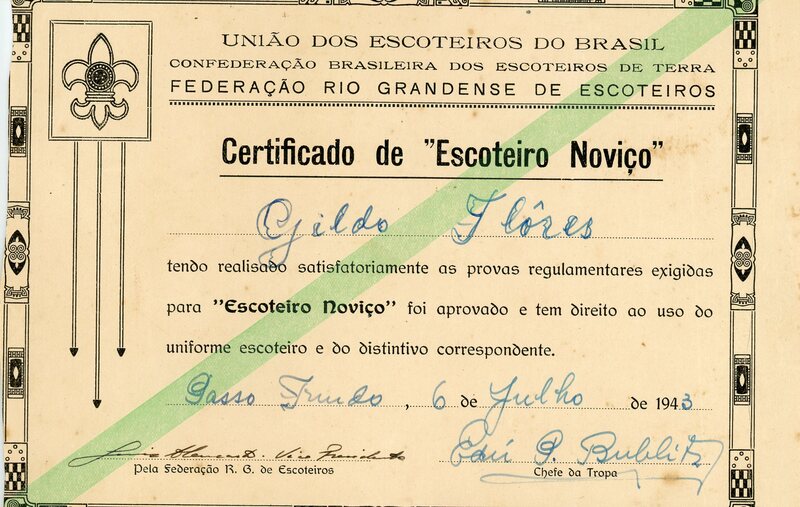 UNIÃO DOS ESCOTEIROS DO BRASIL
CONFEDERAÇÃO BRASILEIRA DOS ESCOTEIROS DE TERRA
FEDERAÇÃO RIO GRANDENSE DE ESCOTEIROS
Certificado de "Escoteiro Noviço"
Gildo Flôres
tendo realisado satisfatoriamente as provas regulamentares exigidas
para "Escoteiro Noviço" foi aprovado e tem direito ao uso do
uniforme escoteiro e do distintivo correspondente.
Passo Fundo, 6 de Julho de 1943
Vice Presidente
Pela Federação R. G. de Escoteiros
P. Bublitz
Chefe da Tropa